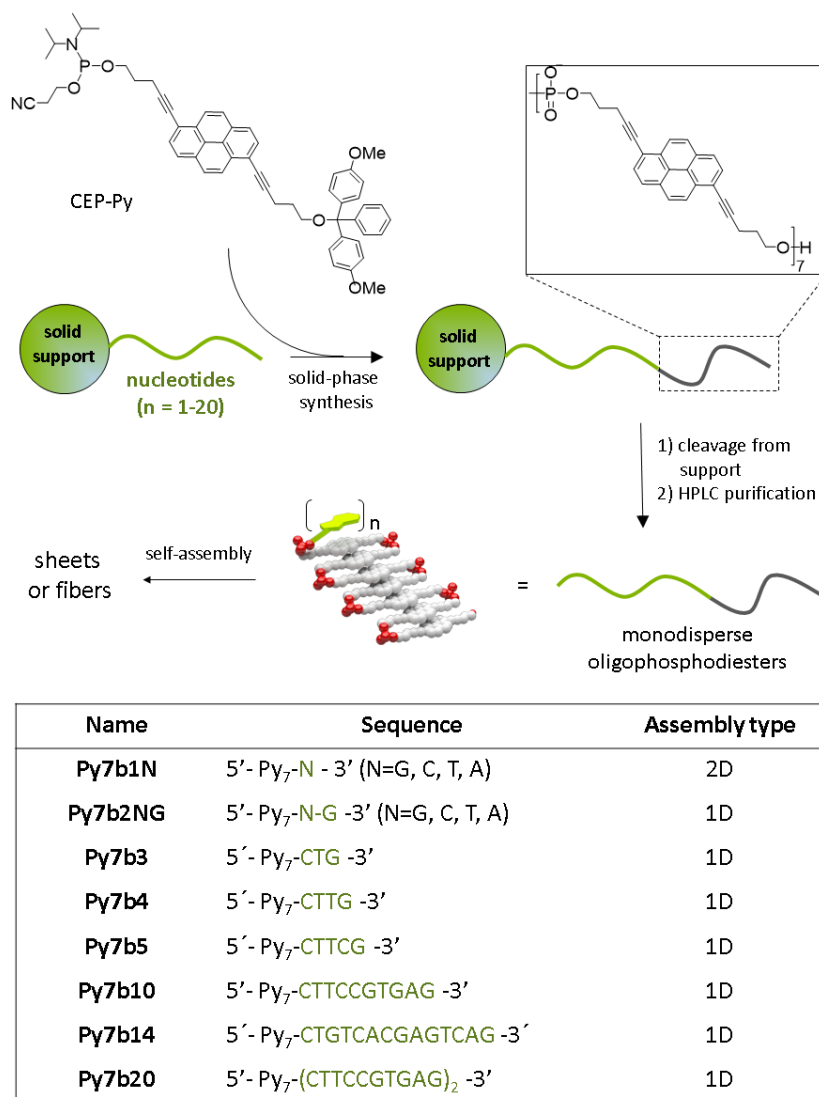 N
P
O
O
NC
CEP-Py
OMe
O
OMe
O⁻
P
O
O
O
H
7
solid
support
nucleotides
(n = 1-20)
solid-phase
synthesis
solid
support
1) cleavage from
support
2) HPLC purification
n
sheets
or fibers
self-assembly
=
monodisperse
oligophosphodiesters
Name Sequence Assembly type
Py7b1N 5’- Py₇-N - 3’ (N=G, C, T, A) 2D
Py7b2NG 5’- Py₇-N-G -3’ (N=G, C, T, A) 1D
Py7b3 5´- Py₇-CTG -3’ 1D
Py7b4 5´- Py₇-CTTG -3’ 1D
Py7b5 5´- Py₇-CTTCG -3’ 1D
Py7b10 5’- Py₇-CTTCCGTGAG -3’ 1D
Py7b14 5´- Py₇-CTGTCACGAGTCAG -3´ 1D
Py7b20 5’- Py₇-(CTTCCGTGAG)₂ -3’ 1D